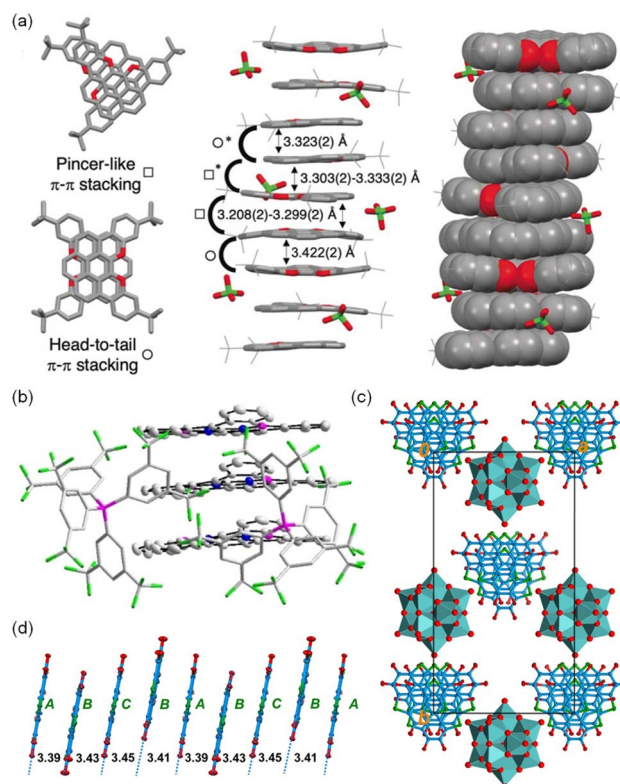 (a)
Pincer-like □
π-π stacking
Head-to-tail
π-π stacking ○
○*
3.323(2) Å
□*
3.303(2)-3.333(2) Å
□
3.208(2)-3.299(2) Å
○
3.422(2) Å
(b)
(c)
0
a
b
(d)
A B C B A B C B A
3.39 3.43 3.45 3.41 3.39 3.43 3.45 3.41